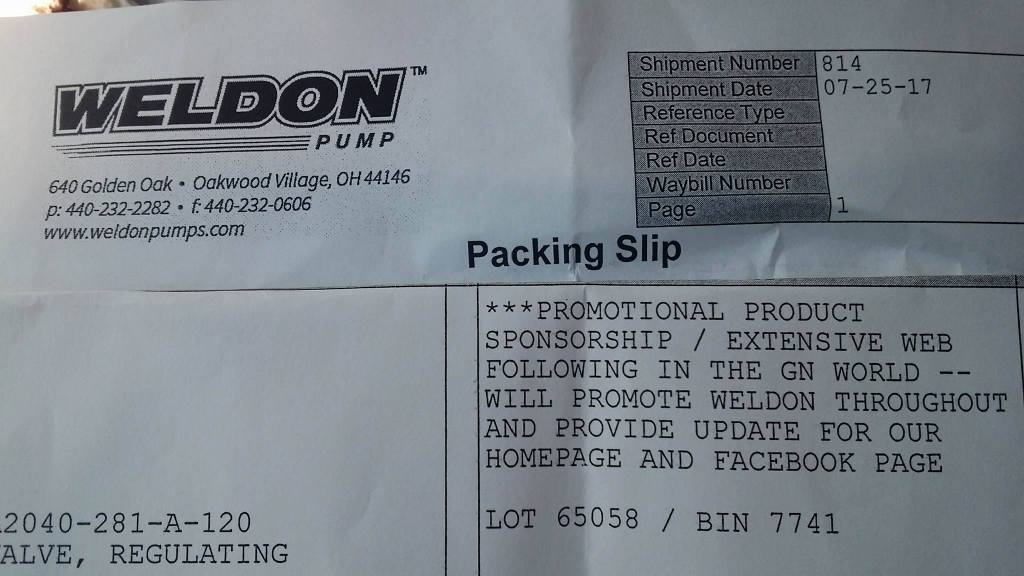 WELDON™
PUMP
640 Golden Oak • Oakwood Village, OH 44146
p: 440-232-2282 • f: 440-232-0606
www.weldonpumps.com
Shipment Number 814
Shipment Date 07-25-17
Reference Type
Ref Document
Ref Date
Waybill Number
Page 1
Packing Slip
***PROMOTIONAL PRODUCT
SPONSORSHIP / EXTENSIVE WEB
FOLLOWING IN THE GN WORLD --
WILL PROMOTE WELDON THROUGHOUT
AND PROVIDE UPDATE FOR OUR
HOMEPAGE AND FACEBOOK PAGE
LOT 65058 / BIN 7741
2040-281-A-120
ALVE, REGULATING